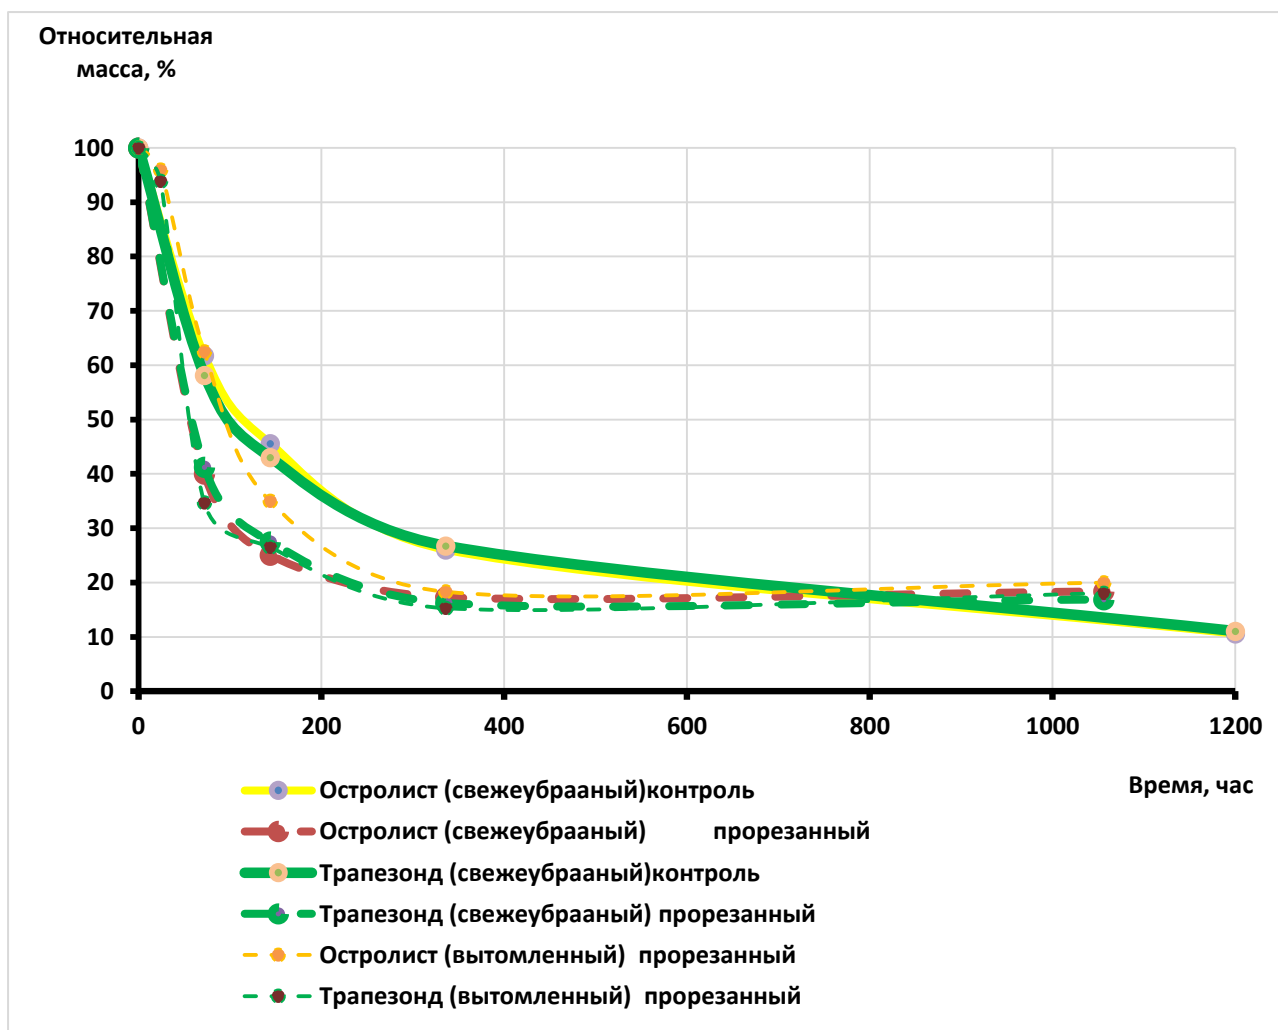 Относительная
масса, %
100
90
80
70
60
50
40
30
20
10
0
0 200 400 600 800 1000 1200
Время, час
Остролист (свежеубрааный)контроль
Остролист (свежеубрааный) прорезанный
Трапезонд (свежеубрааный)контроль
Трапезонд (свежеубрааный) прорезанный
Остролист (вытомленный) прорезанный
Трапезонд (вытомленный) прорезанный